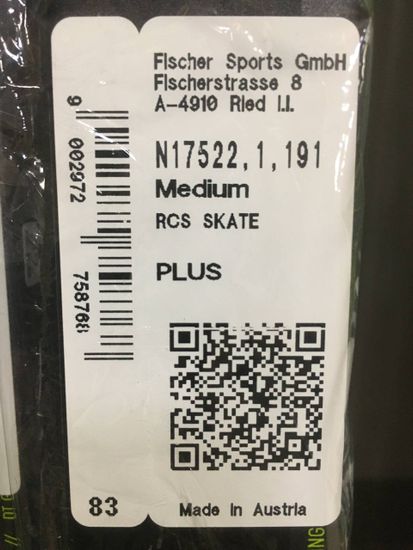 Fischer Sports GmbH
Fischerstrasse 8
A-4910 Ried I.I.
N17522,1,191
Medium
RCS SKATE
PLUS
9 002972 758766
83
Made in Austria